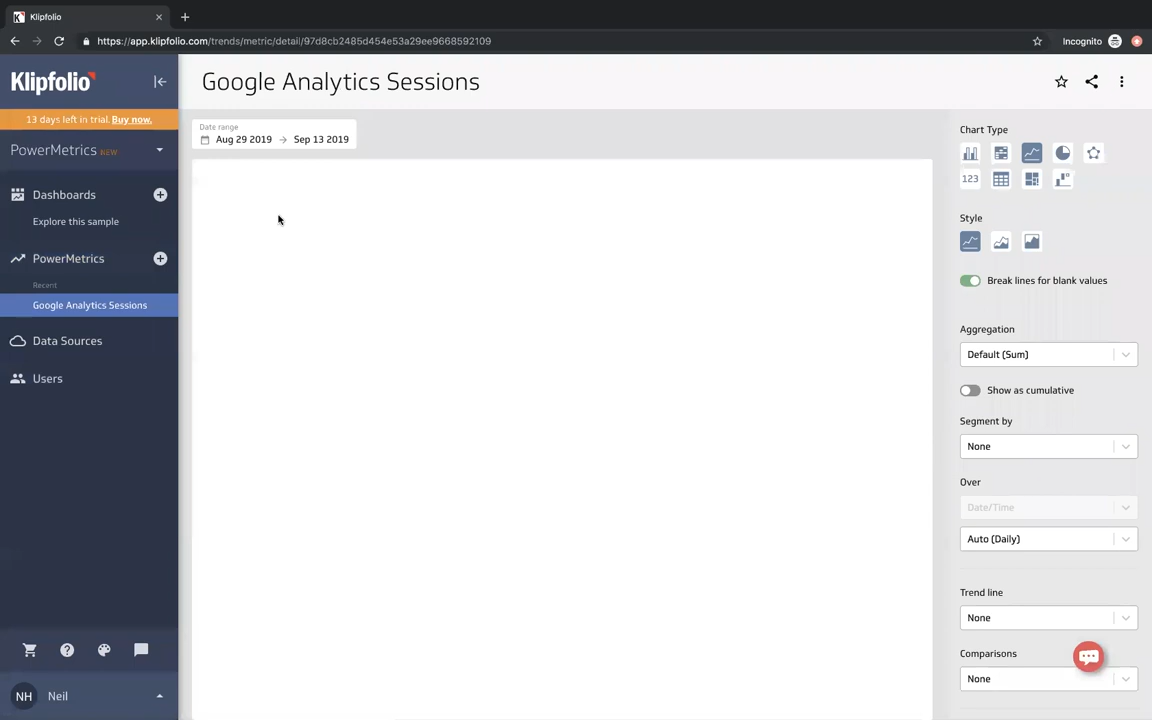 Klipfolio
https://app.klipfolio.com/trends/metric/detail/97d8cb2485d454e53a29ee9668592109
Incognito
Klipfolio
13 days left in trial. Buy now.
PowerMetrics NEW
Dashboards
Explore this sample
PowerMetrics
Recent
Google Analytics Sessions
Data Sources
Users
NH Neil
Google Analytics Sessions
Date range
Aug 29 2019 → Sep 13 2019
Chart Type
123
Style
Break lines for blank values
Aggregation
Default (Sum)
Show as cumulative
Segment by
None
Over
Date/Time
Auto (Daily)
Trend line
None
Comparisons
None